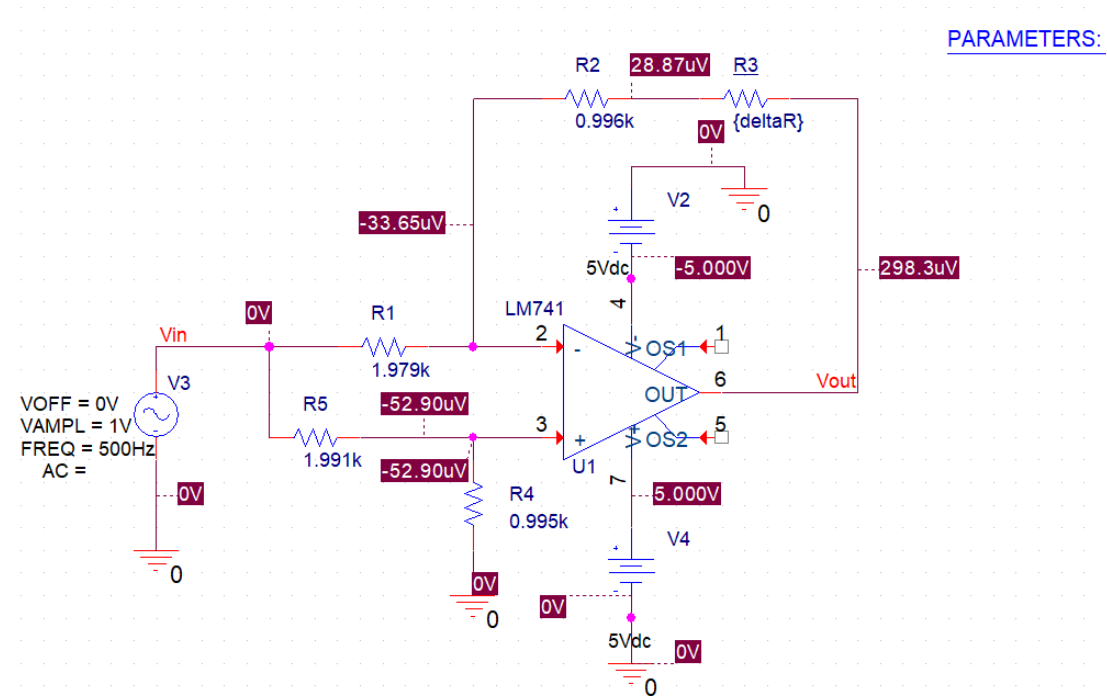 PARAMETERS:
R2
28.87uV
R3
0.996k
{deltaR}
0V
V2
0
-33.65uV
5Vdc
-5.000V
298.3uV
4
0V
R1
LM741
2
1
Vin
-
V-
OS1
1.979k
V3
6
OUT
Vout
VOFF = 0V
VAMPL = 1V
FREQ = 500Hz
AC =
R5
-52.90uV
3
5
+
V+
OS2
1.991k
U1
-52.90uV
7
0V
R4
5.000V
0.995k
V4
0
0V
0V
0
5Vdc
0V
0